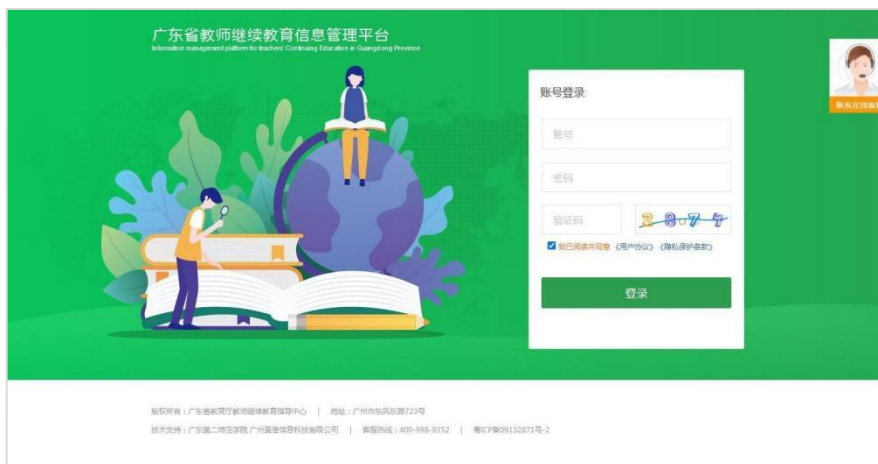 广东省教师继续教育信息管理平台
Information management platform for teachers' Continuing Education in Guangdong Province
账号登录
账号
密码
验证码
2 8 7 4
我已阅读并同意《用户协议》《隐私保护条款》
登录
联系在线客服
版权所有：广东省教育厅教师继续教育指导中心 | 地址：广州市东风东路723号
技术支持：广东第二师范学院 广州 信息科技有限公司 | 客服热线：400-998-9352 | 粤ICP备09132871号-2